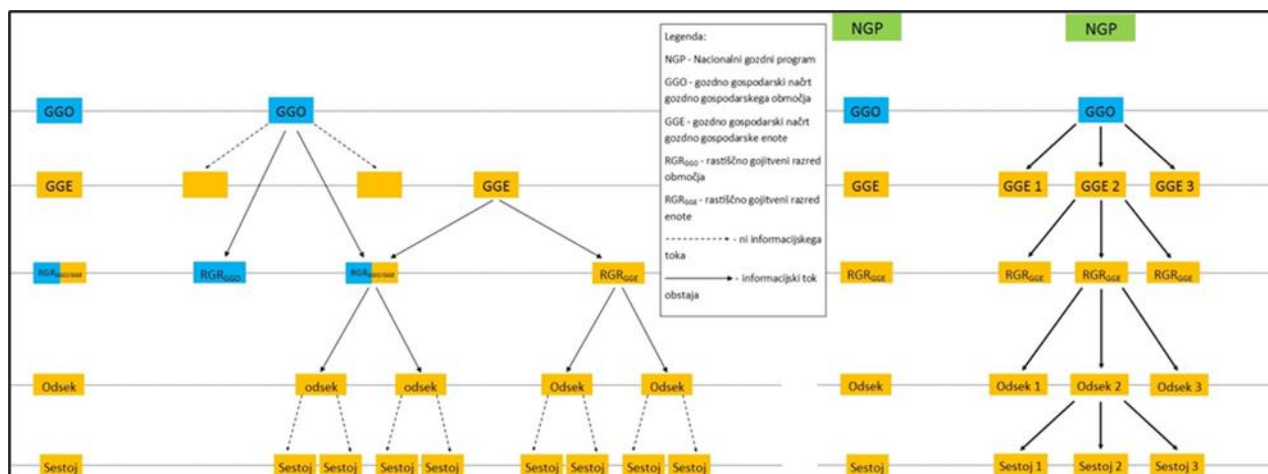 NGP
NGP
Legenda:
NGP - Nacionalni gozdni program
GGO - gozdno gospodarski načrt
gozdno gospodarskega območja
GGE - gozdno gospodarski načrt
gozdno gospodarske enote
RGRGGO - rastiščno gojitveni razred
območja
RGRGGE - rastiščno gojitveni razred
enote
- ni informacijskega
toka
- informacijski tok
obstaja
GGO
GGO
GGO
GGO
GGE
GGE
GGE
GGE 1
GGE 2
GGE 3
RGRGGO/GGE
RGRGGO
RGRGGO/GGE
RGRGGE
RGRGGE
RGRGGE
RGRGGE
RGRGGE
Odsek
odsek
odsek
Odsek
Odsek
Odsek
Odsek 1
Odsek 2
Odsek 3
Sestoj
Sestoj
Sestoj
Sestoj
Sestoj
Sestoj
Sestoj
Sestoj
Sestoj
Sestoj
Sestoj 1
Sestoj 2
Sestoj 3